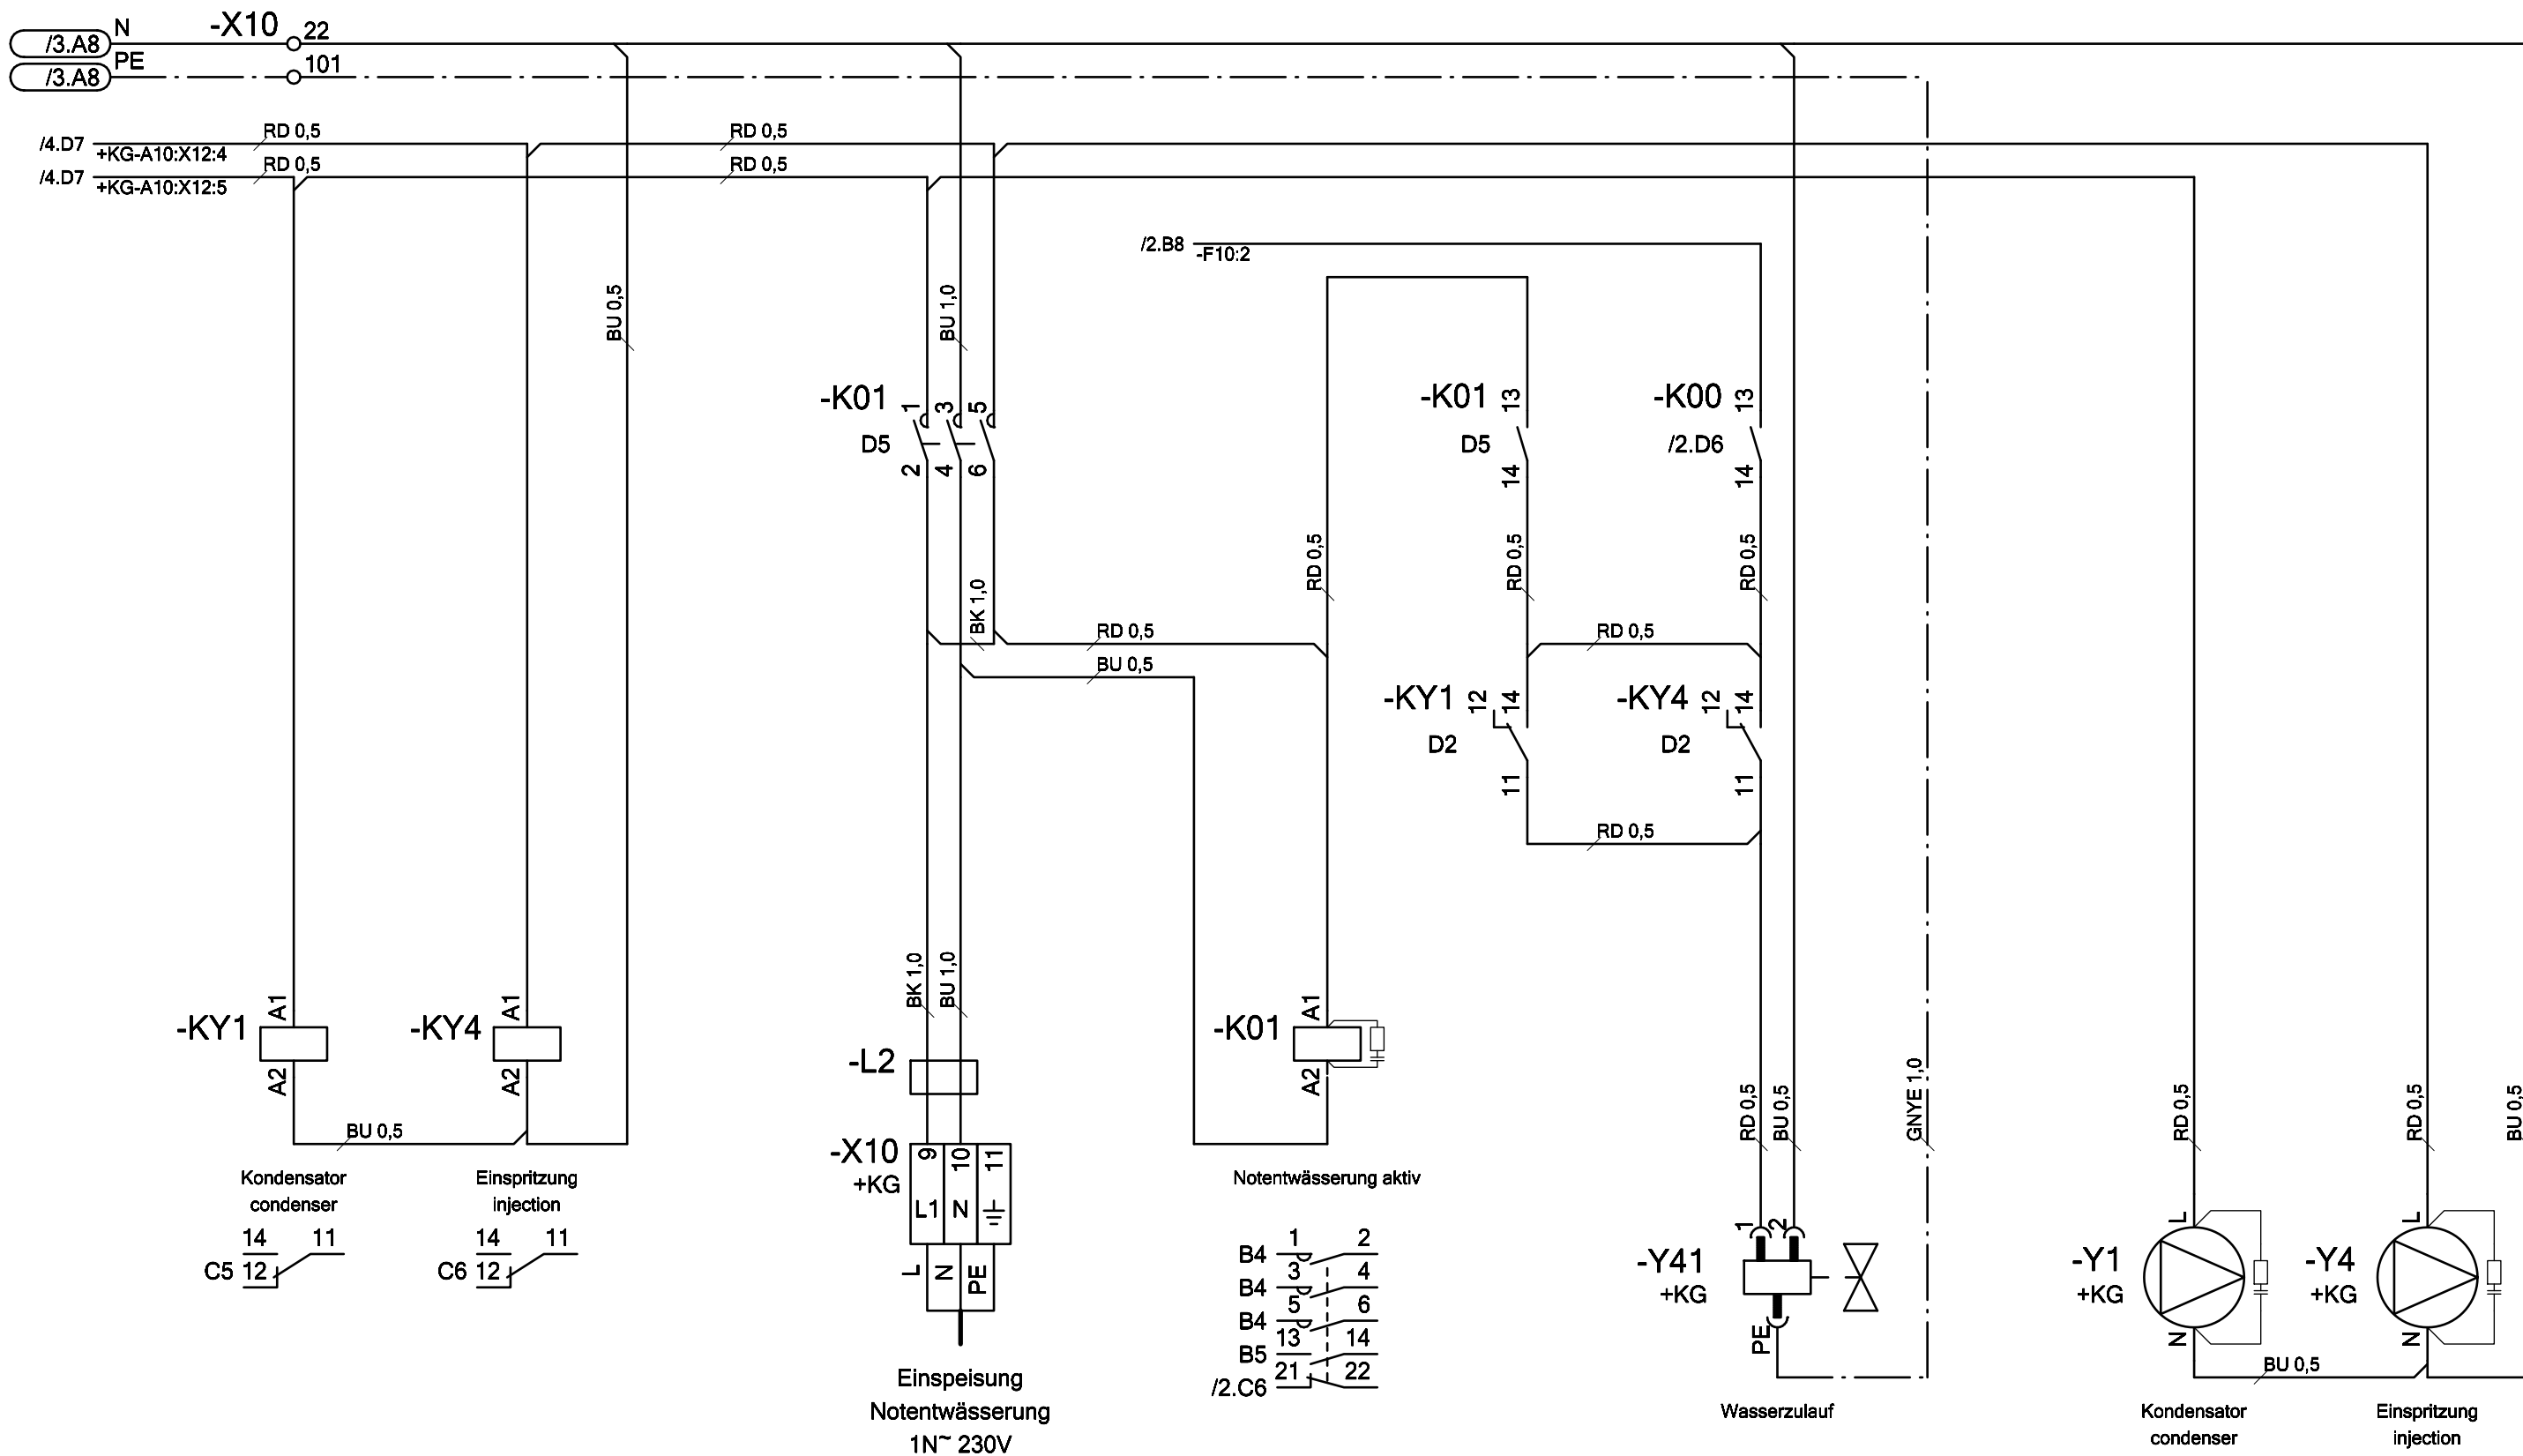 /3.A8 N -X10 22
/3.A8 PE 101
/4.D7 +KG-A10:X12:4 RD 0,5 RD 0,5
/4.D7 +KG-A10:X12:5 RD 0,5 RD 0,5
/2.B8 -F10:2
BU 0,5
BU 1,0
-K01 1 3 5
D5
2 4 6
-K01 13
D5
14
-K00 13
/2.D6
14
RD 0,5
RD 0,5
RD 0,5
BK 1,0
RD 0,5
BU 0,5
RD 0,5
-KY1 12 14
D2
11
-KY4 12 14
D2
11
RD 0,5
BK 1,0
BU 1,0
-KY1 A1
A2
-KY4 A1
A2
BU 0,5
-L2
-K01 A1
A2
RD 0,5
BU 0,5
GNYE 1,0
RD 0,5
RD 0,5
BU 0,5
Kondensator
condenser
14 11
C5 12
Einspritzung
injection
14 11
C6 12
-X10 9 10 11
+KG
L1 N
L N PE
Einspeisung
Notentwässerung
1N~ 230V
Notentwässerung aktiv
B4 1 2
B4 3 4
B4 5 6
B5 13 14
/2.C6 21 22
1 2
-Y41
+KG
PE
Wasserzulauf
L
-Y1
+KG
N
BU 0,5
Kondensator
condenser
L
-Y4
+KG
N
Einspritzung
injection